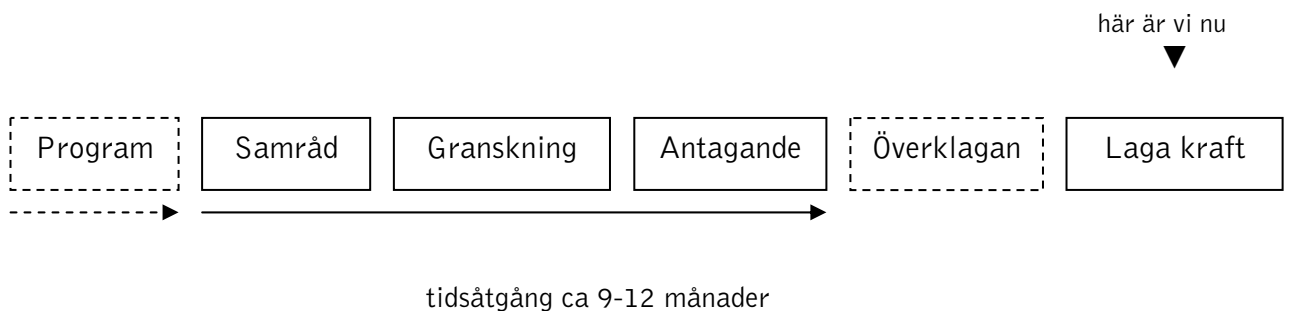 här är vi nu
Program Samråd Granskning Antagande Överklagan Laga kraft
tidsåtgång ca 9-12 månader